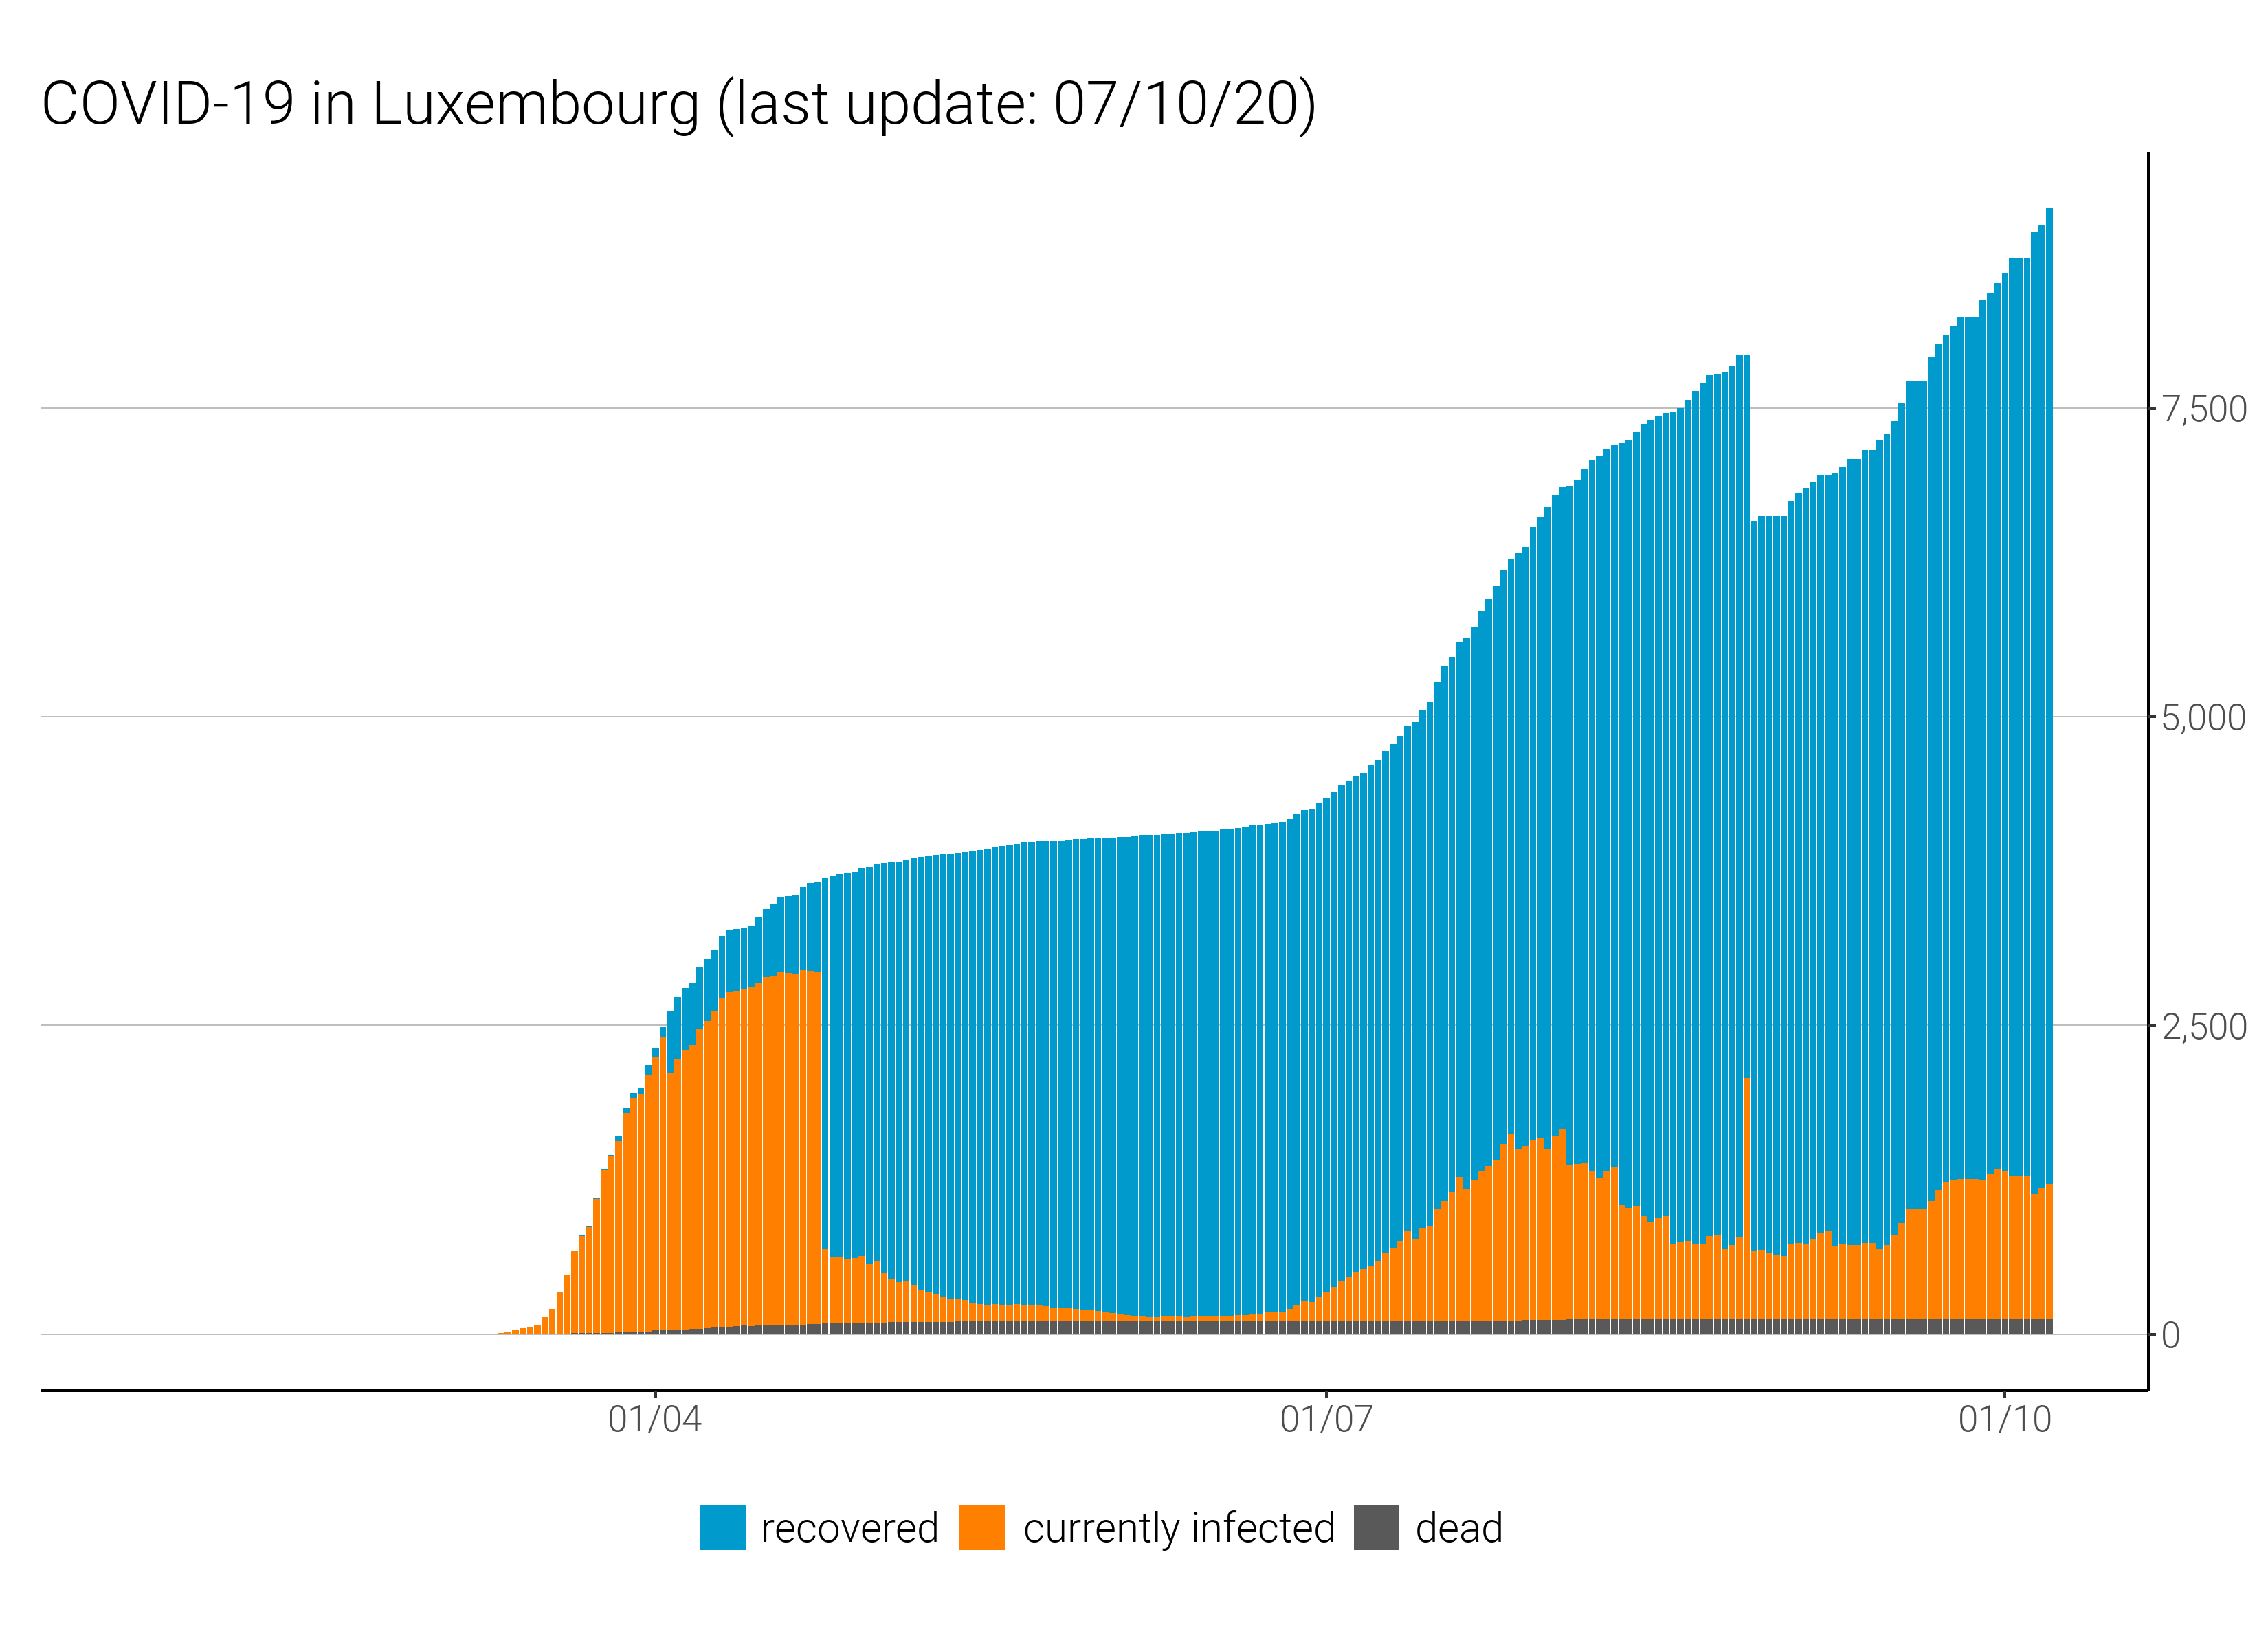 COVID-19 in Luxembourg (last update: 07/10/20)
7,500
5,000
2,500
0
01/04 01/07 01/10
recovered currently infected dead